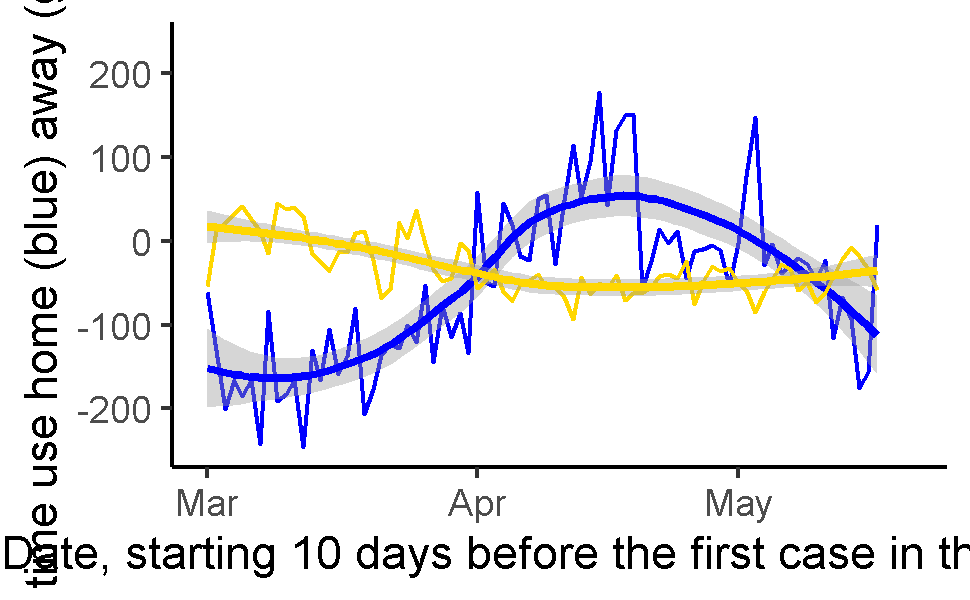 time use home (blue) away (
200
100
0
-100
-200
Mar Apr May
Date, starting 10 days before the first case in th